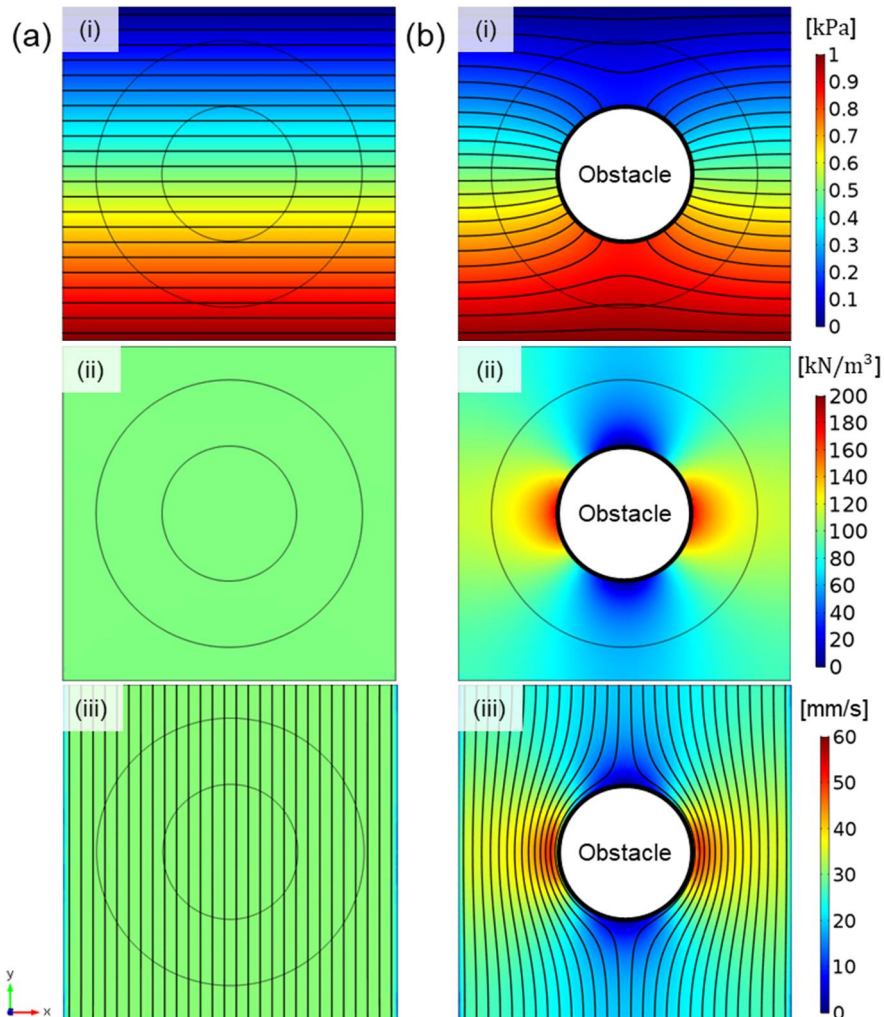 (a)
(i)
(b)
(i)
[kPa]
Obstacle
1
0.9
0.8
0.7
0.6
0.5
0.4
0.3
0.2
0.1
0
(ii)
(ii)
[kN/m³]
Obstacle
200
180
160
140
120
100
80
60
40
20
0
(iii)
(iii)
[mm/s]
Obstacle
60
50
40
30
20
10
0
y
x